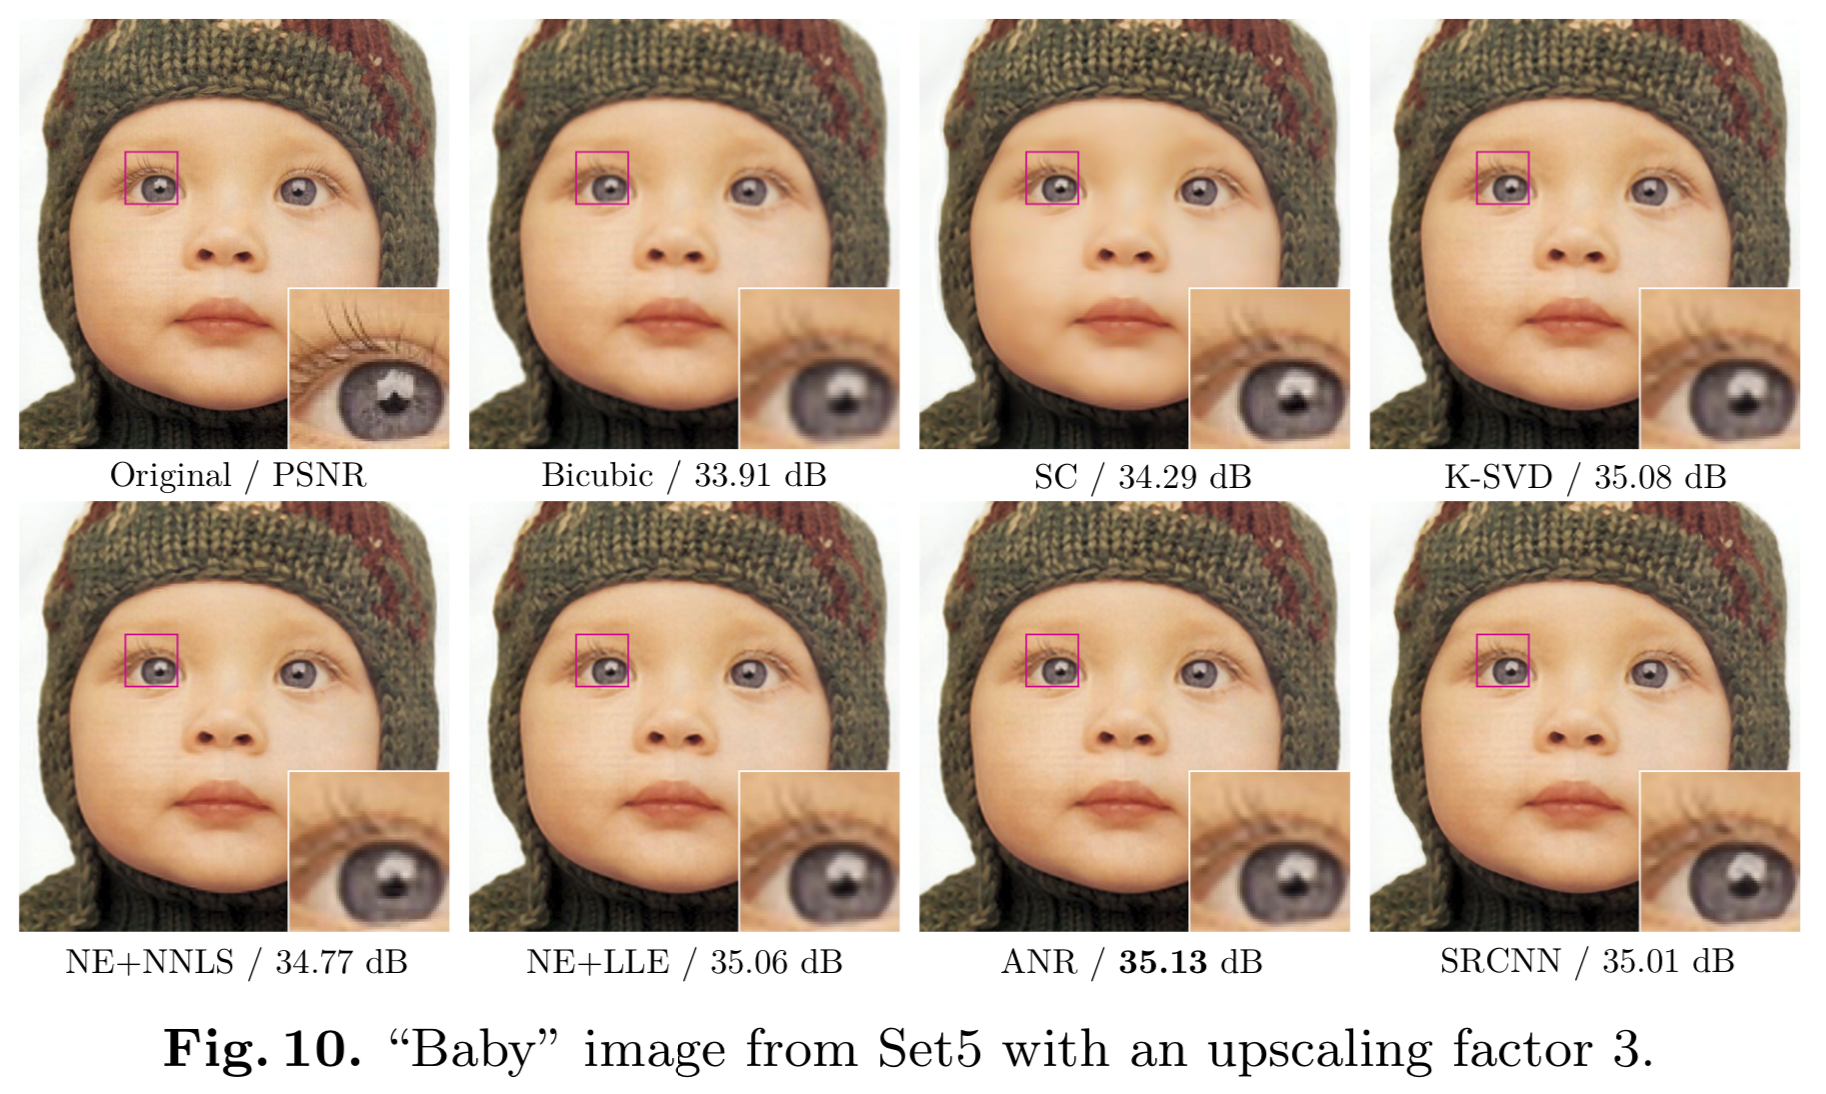 Original / PSNR
Bicubic / 33.91 dB
SC / 34.29 dB
K-SVD / 35.08 dB
NE+NNLS / 34.77 dB
NE+LLE / 35.06 dB
ANR / 35.13 dB
SRCNN / 35.01 dB
Fig. 10. “Baby” image from Set5 with an upscaling factor 3.